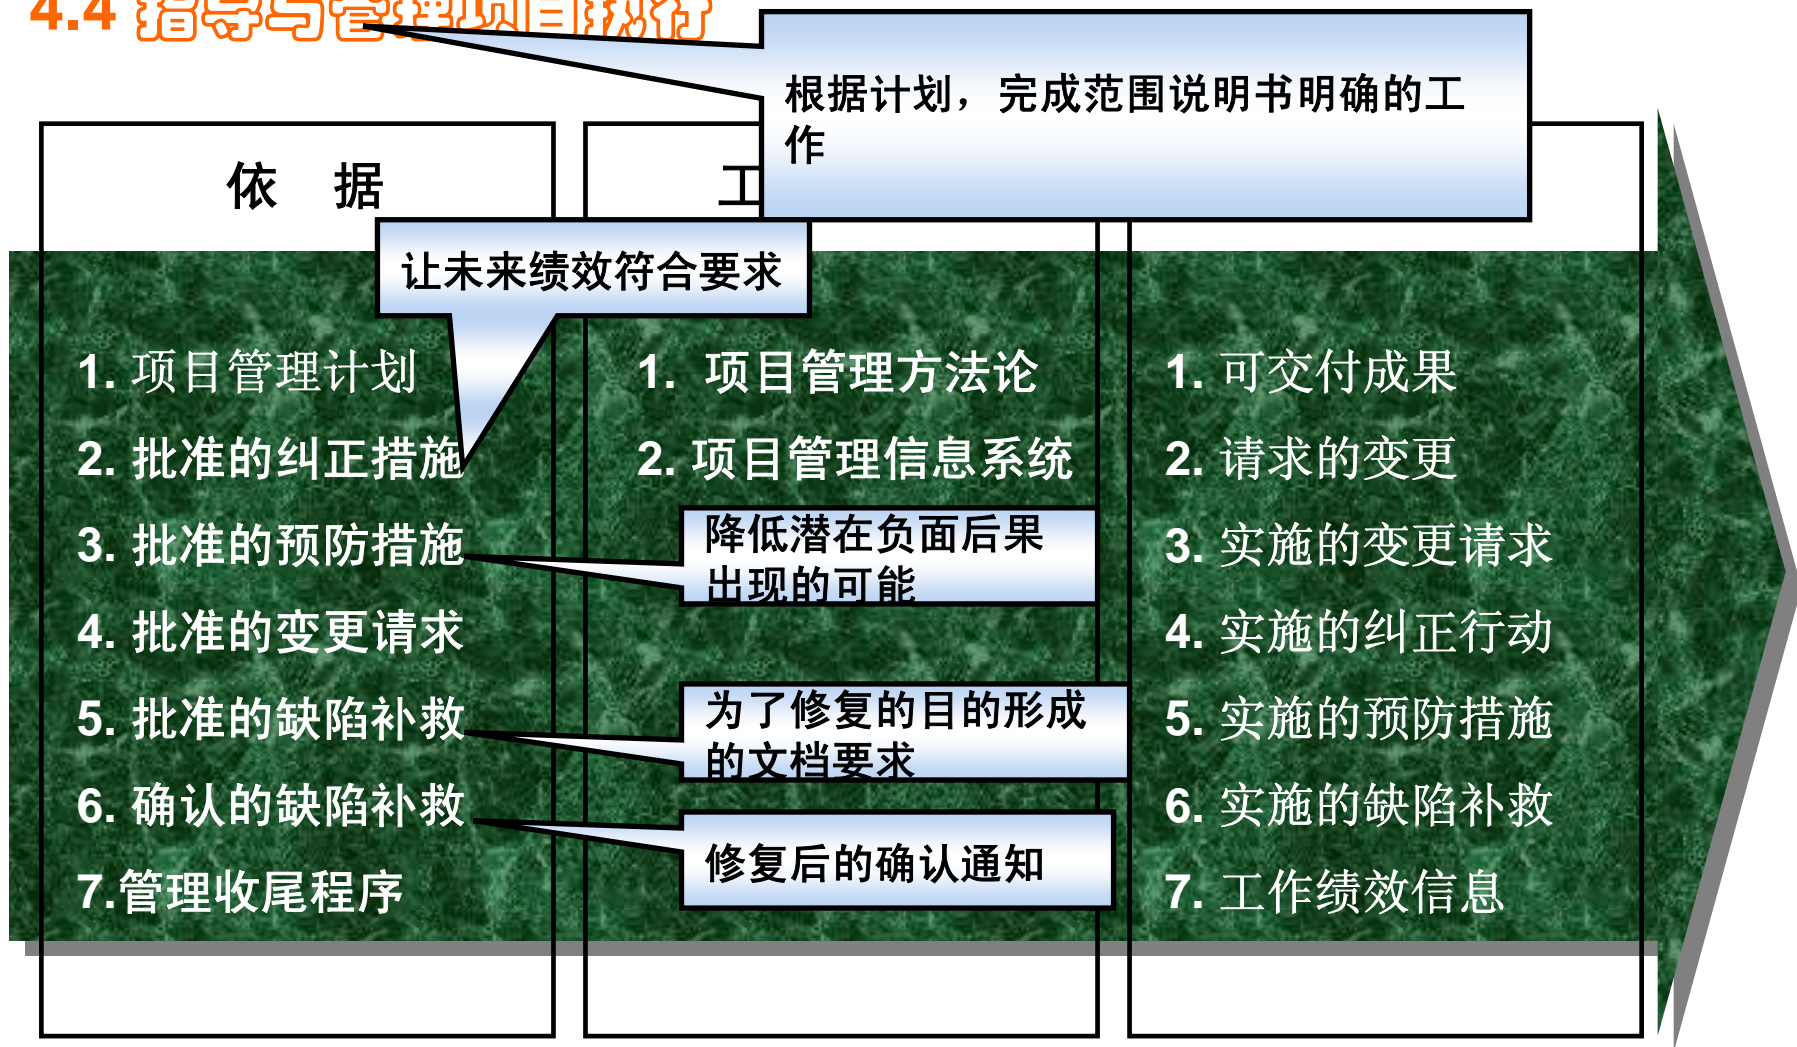 4.4 指导与管理项目执行
根据计划，完成范围说明书明确的工
作
依 据
工
让未来绩效符合要求
1. 项目管理计划
2. 批准的纠正措施
3. 批准的预防措施
4. 批准的变更请求
5. 批准的缺陷补救
6. 确认的缺陷补救
7.管理收尾程序
1. 项目管理方法论
2. 项目管理信息系统
降低潜在负面后果
出现的可能
为了修复的目的形成
的文档要求
修复后的确认通知
1. 可交付成果
2. 请求的变更
3. 实施的变更请求
4. 实施的纠正行动
5. 实施的预防措施
6. 实施的缺陷补救
7. 工作绩效信息